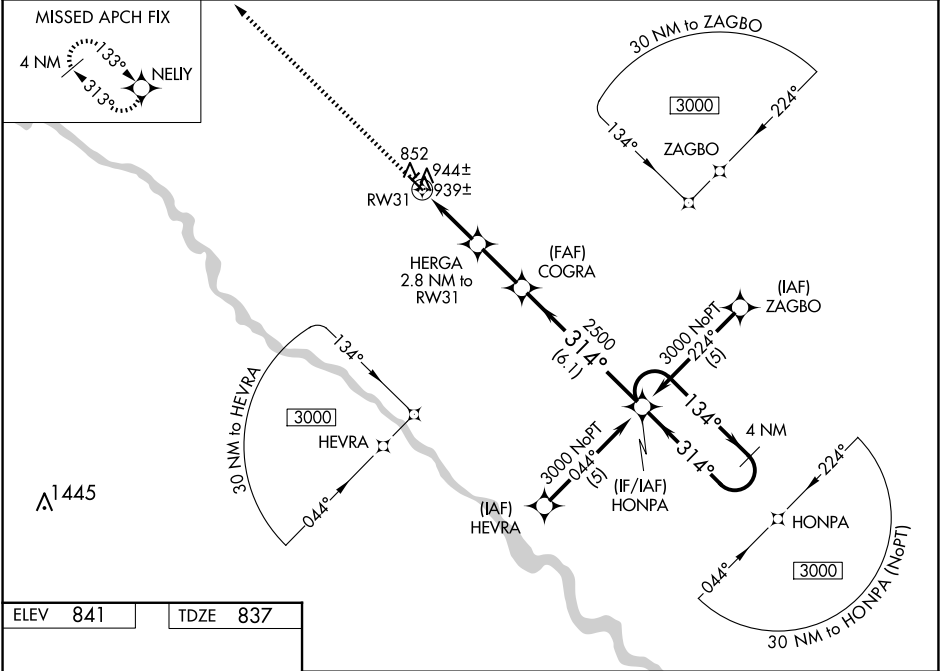 MISSED APCH FIX
4 NM
133°
313°
NELIY
30 NM to ZAGBO
3000
134°
224°
ZAGBO
852
944±
939±
RW31
HERGA
2.8 NM to
RW31
(FAF)
COGRA
(IAF)
ZAGBO
2500
314°
(6.1)
3000 NoPT
224°
(5)
134°
4 NM
314°
30 NM to HEVRA
134°
3000
HEVRA
044°
3000 NoPT
044°
(5)
(IAF)
HEVRA
(IF/IAF)
HONPA
224°
HONPA
044°
3000
30 NM to HONPA (NoPT)
1445
ELEV 841
TDZE 837